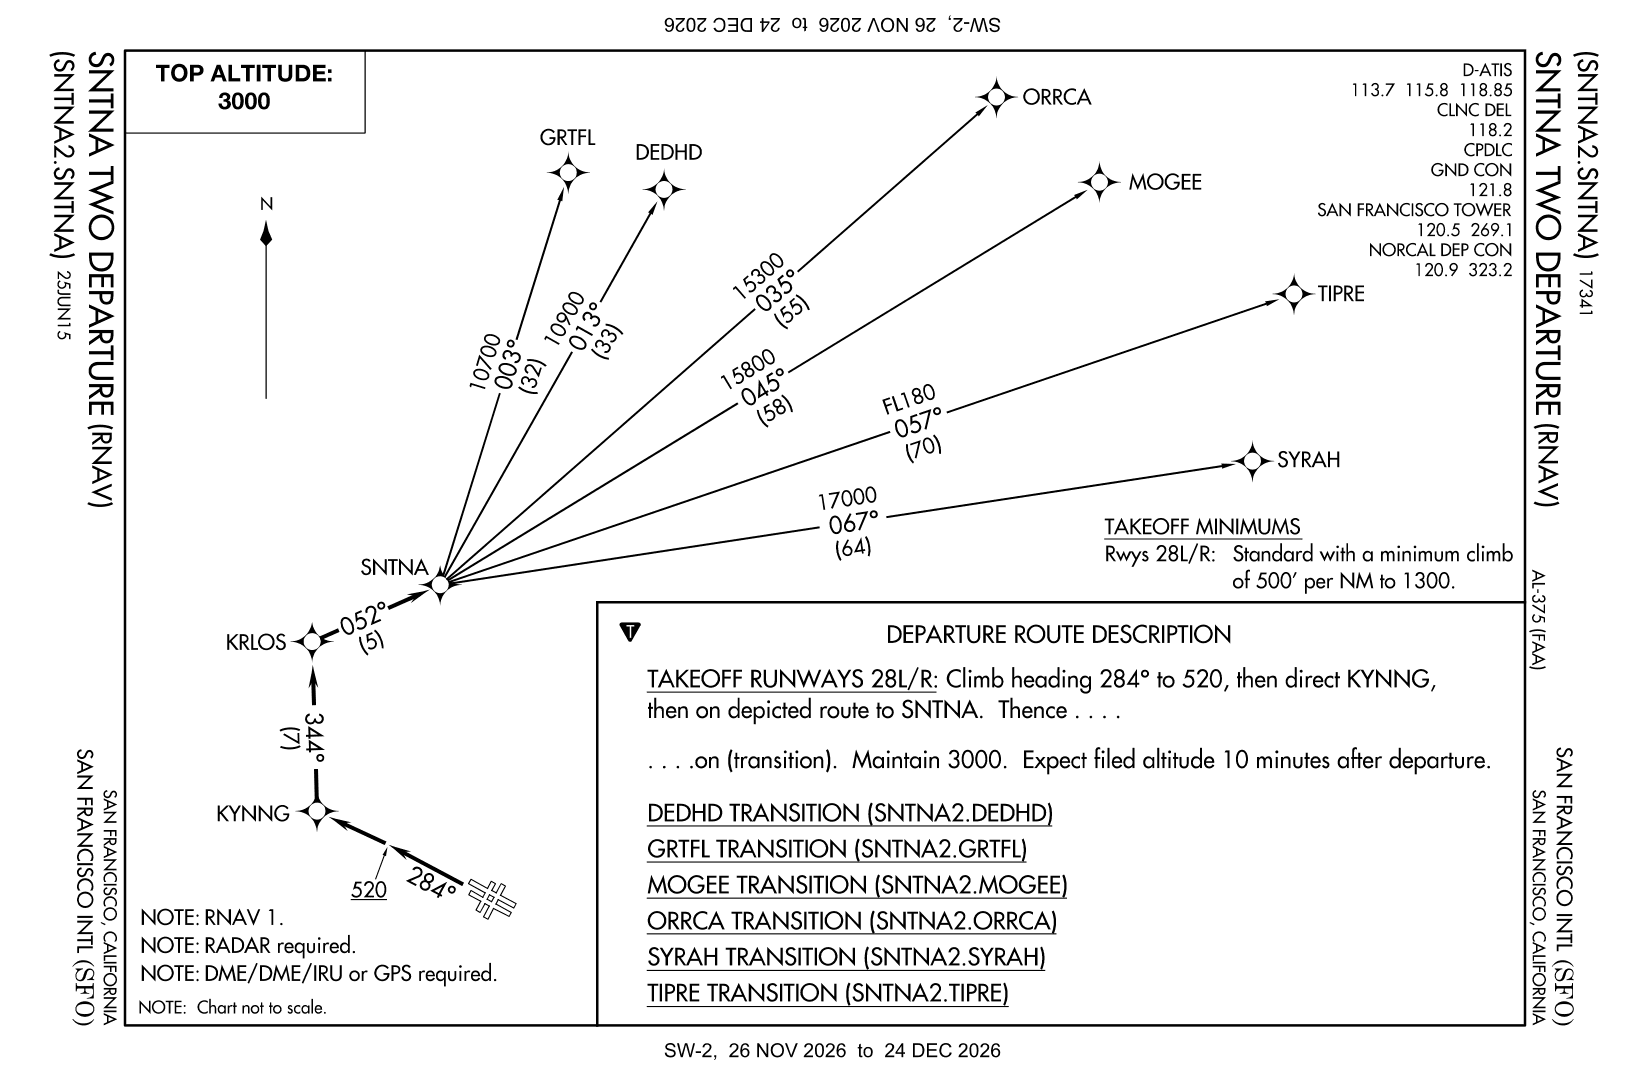 SW-2, 26 NOV 2026 to 24 DEC 2026
SNTNA TWO DEPARTURE (RNAV)
(SNTNA2.SNTNA) 25JUN15
SAN FRANCISCO, CALIFORNIA
SAN FRANCISCO INTL (SFO)
TOP ALTITUDE:
3000
N
GRTFL
DEDHD
ORRCA
MOGEE
TIPRE
SYRAH
D-ATIS
113.7 115.8 118.85
CLNC DEL
118.2
CPDLC
GND CON
121.8
SAN FRANCISCO TOWER
120.5 269.1
NORCAL DEP CON
120.9 323.2
10700
003°
(32)
10900
013°
(33)
15300
035°
(55)
15800
045°
(58)
FL180
057°
(70)
17000
067°
(64)
SNTNA
052°
(5)
KRLOS
344°
(7)
KYNNG
520
284°
TAKEOFF MINIMUMS
Rwys 28L/R: Standard with a minimum climb
of 500' per NM to 1300.
NOTE: RNAV 1.
NOTE: RADAR required.
NOTE: DME/DME/IRU or GPS required.
NOTE: Chart not to scale.
T
DEPARTURE ROUTE DESCRIPTION
TAKEOFF RUNWAYS 28L/R: Climb heading 284° to 520, then direct KYNNG,
then on depicted route to SNTNA. Thence . . . .
. . . .on (transition). Maintain 3000. Expect filed altitude 10 minutes after departure.
DEDHD TRANSITION (SNTNA2.DEDHD)
GRTFL TRANSITION (SNTNA2.GRTFL)
MOGEE TRANSITION (SNTNA2.MOGEE)
ORRCA TRANSITION (SNTNA2.ORRCA)
SYRAH TRANSITION (SNTNA2.SYRAH)
TIPRE TRANSITION (SNTNA2.TIPRE)
(SNTNA2.SNTNA) 17341
SNTNA TWO DEPARTURE (RNAV)
AL-375 (FAA)
SAN FRANCISCO INTL (SFO)
SAN FRANCISCO, CALIFORNIA
SW-2, 26 NOV 2026 to 24 DEC 2026